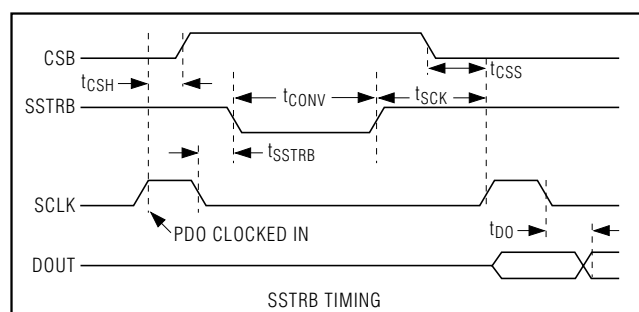 CSB
tCSH
tCSS
SSTRB
tCONV
tSCK
tSSTRB
SCLK
PDO CLOCKED IN
tDO
DOUT
SSTRB TIMING